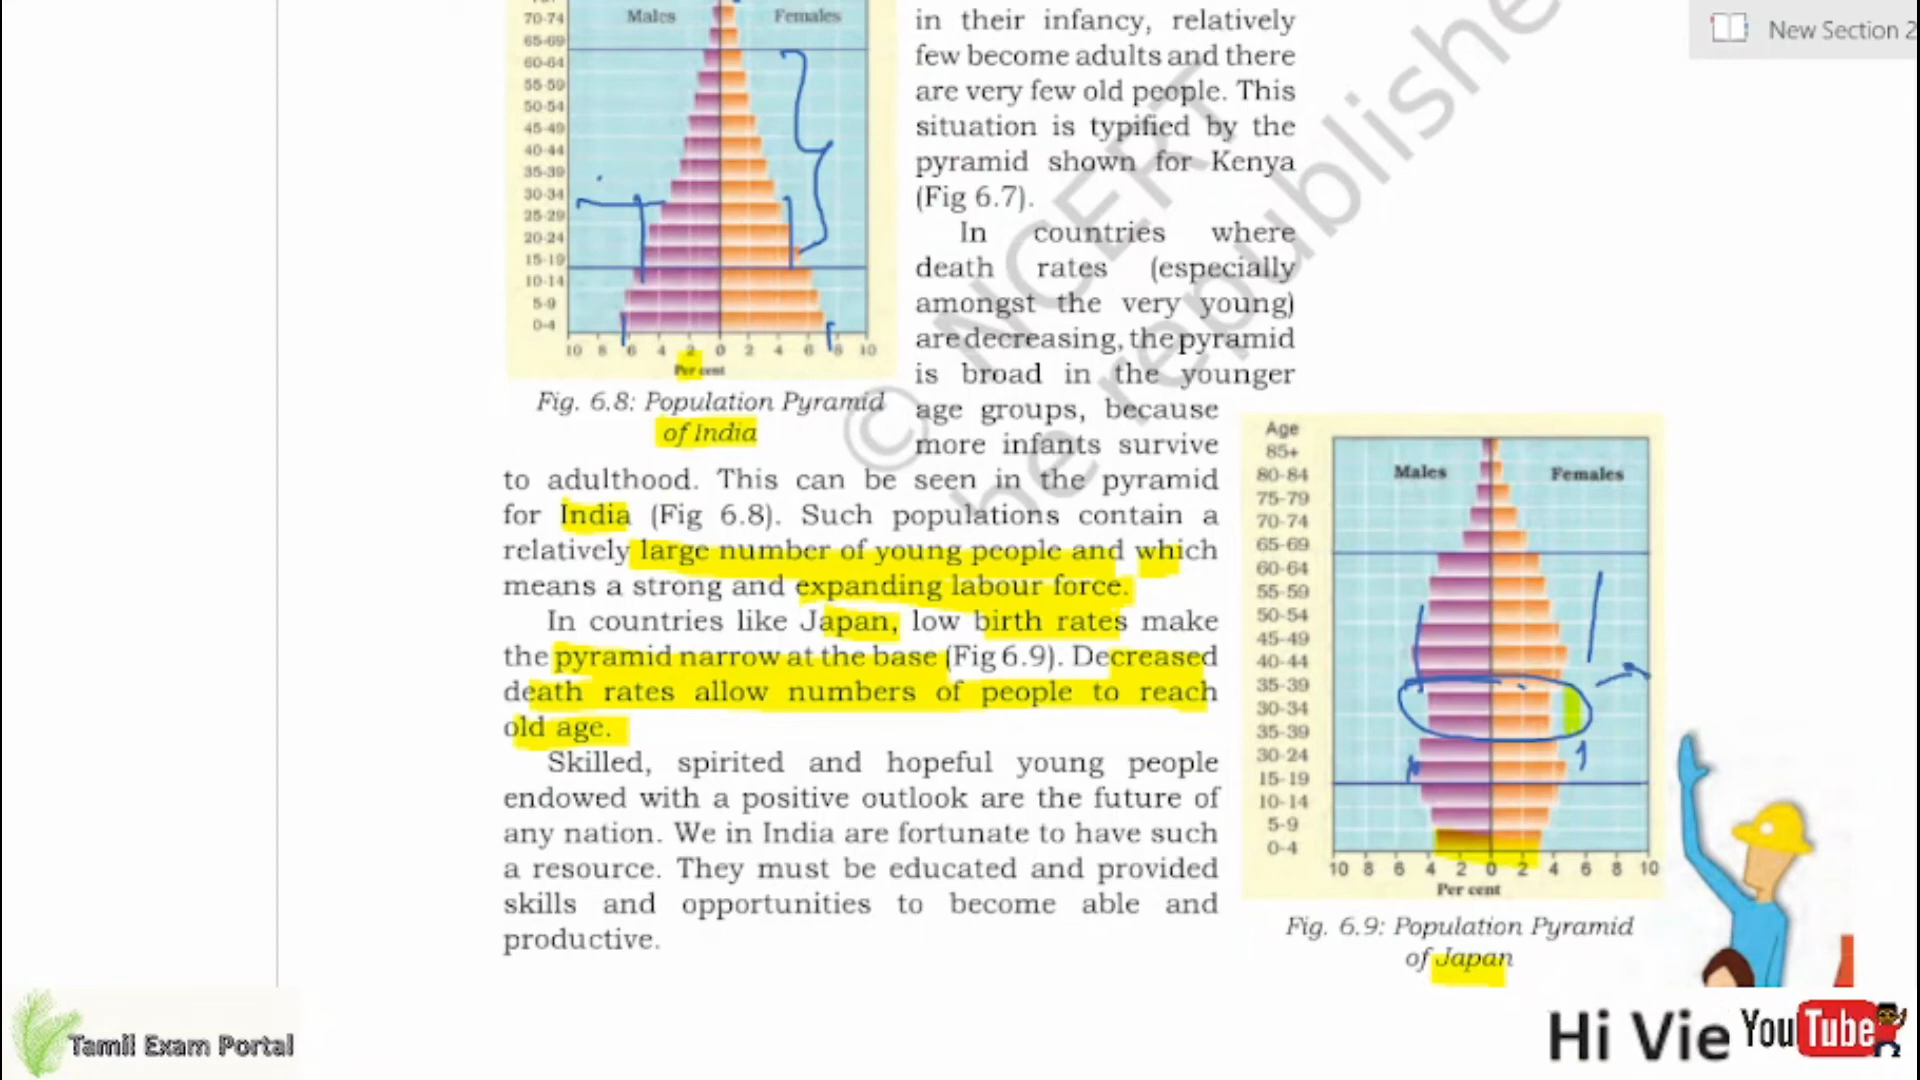 New Section 2
70-74
65-69
60-64
55-59
50-54
45-49
40-44
35-39
30-34
25-29
20-24
15-19
10-14
5-9
0-4
Males Females
10 8 6 4 2 0 2 4 6 8 10
Per cent
Fig. 6.8: Population Pyramid
of India
in their infancy, relatively
few become adults and there
are very few old people. This
situation is typified by the
pyramid shown for Kenya
(Fig 6.7).
In countries where
death rates (especially
amongst the very young)
are decreasing, the pyramid
is broad in the younger
age groups, because
more infants survive
to adulthood. This can be seen in the pyramid
for India (Fig 6.8). Such populations contain a
relatively large number of young people and which
means a strong and expanding labour force.
In countries like Japan, low birth rates make
the pyramid narrow at the base (Fig 6.9). Decreased
death rates allow numbers of people to reach
old age.
Skilled, spirited and hopeful young people
endowed with a positive outlook are the future of
any nation. We in India are fortunate to have such
a resource. They must be educated and provided
skills and opportunities to become able and
productive.
© NCERT
he republishe
Age
85+
80-84
75-79
70-74
65-69
60-64
55-59
50-54
45-49
40-44
35-39
30-34
35-39
30-24
15-19
10-14
5-9
0-4
Males Females
10 8 6 4 2 0 2 4 6 8 10
Per cent
Fig. 6.9: Population Pyramid
of Japan
Tamil Exam Portal
Hi Vie
YouTube